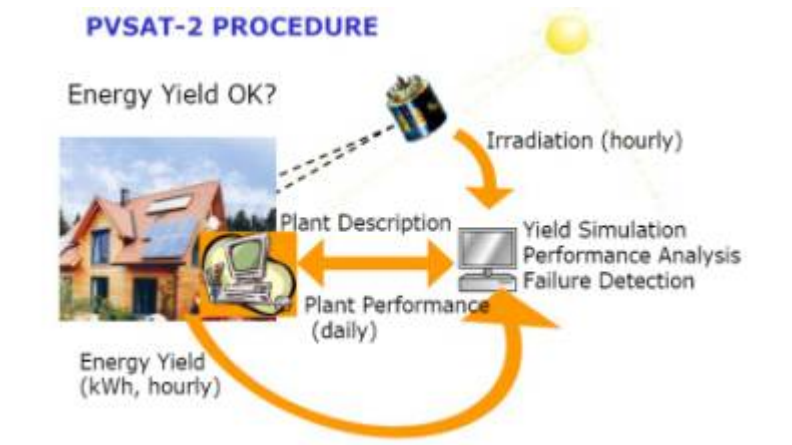 PVSAT-2 PROCEDURE
Energy Yield OK?
Irradiation (hourly)
Plant Description
Yield Simulation
Performance Analysis
Failure Detection
Plant Performance
(daily)
Energy Yield
(kWh, hourly)